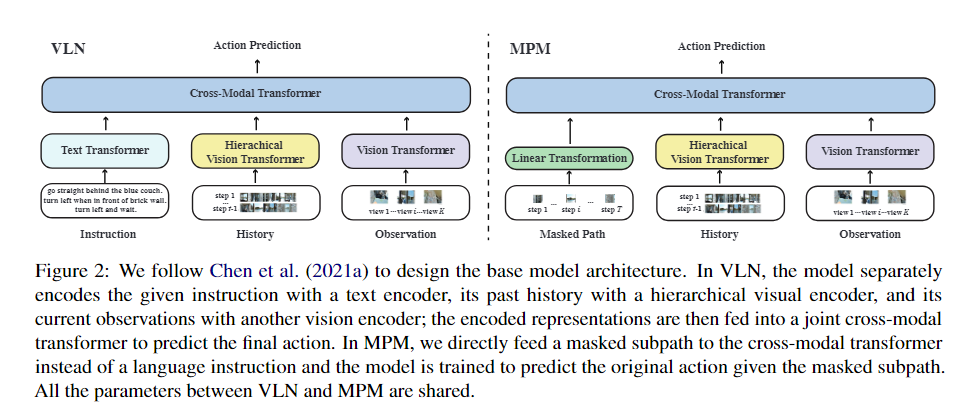 VLN
Action Prediction
Cross-Modal Transformer
Text Transformer
Hierachical
Vision Transformer
Vision Transformer
go straight behind the blue couch.
turn left when in front of brick wall.
turn left and wait.
step 1
...
step t-1
view 1 ··· view i ... view K
Instruction
History
Observation
MPM
Action Prediction
Cross-Modal Transformer
Linear Transformation
Hierarchical
Vision Transformer
Vision Transformer
... ...
step 1 step i step T
step 1
...
step t-1
view 1 ··· view i ··· view K
Masked Path
History
Observation
Figure 2: We follow Chen et al. (2021a) to design the base model architecture. In VLN, the model separately
encodes the given instruction with a text encoder, its past history with a hierarchical visual encoder, and its
current observations with another vision encoder; the encoded representations are then fed into a joint cross-modal
transformer to predict the final action. In MPM, we directly feed a masked subpath to the cross-modal transformer
instead of a language instruction and the model is trained to predict the original action given the masked subpath.
All the parameters between VLN and MPM are shared.